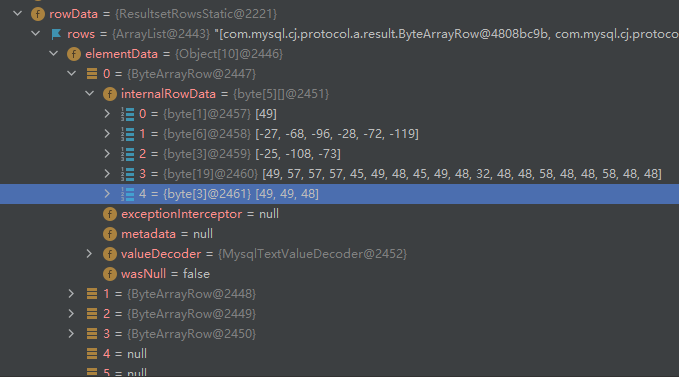 rowData = {ResultsetRowsStatic@2221}
rows = {ArrayList@2443} "[com.mysql.cj.protocol.a.result.ByteArrayRow@4808bc9b, com.mysql.cj.protoco
elementData = {Object[10]@2446}
0 = {ByteArrayRow@2447}
internalRowData = {byte[5][]@2451}
0 = {byte[1]@2457} [49]
1 = {byte[6]@2458} [-27, -68, -96, -28, -72, -119]
2 = {byte[3]@2459} [-25, -108, -73]
3 = {byte[19]@2460} [49, 57, 57, 57, 45, 49, 48, 45, 49, 48, 32, 48, 48, 58, 48, 48, 58, 48, 48]
4 = {byte[3]@2461} [49, 49, 48]
exceptionInterceptor = null
metadata = null
valueDecoder = {MysqlTextValueDecoder@2452}
wasNull = false
1 = {ByteArrayRow@2448}
2 = {ByteArrayRow@2449}
3 = {ByteArrayRow@2450}
4 = null
5 = null